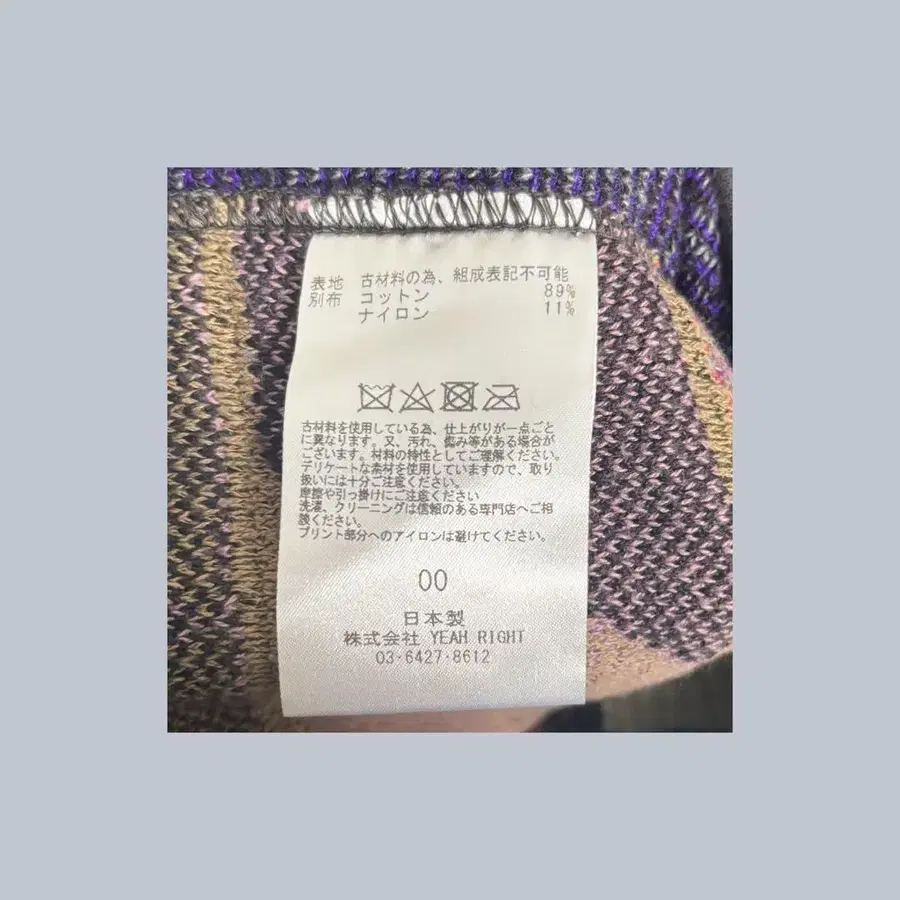 表地 古材料の為、組成表記不可能
別布 コットン 89%
ナイロン 11%
古材料を使用している為、仕上がりが一点ごと
に異なります。又、汚れ、傷み等がある場合が
ございます。材料の特性としてご理解ください。
デリケートな素材を使用していますので、取り
扱いには十分ご注意ください。
摩擦や引っ掛けにご注意ください
洗濯、クリーニングは信頼のある専門店へご相
談ください。
プリント部分へのアイロンは避けてください。
00
日本製
株式会社 YEAH RIGHT
03-6427-8612